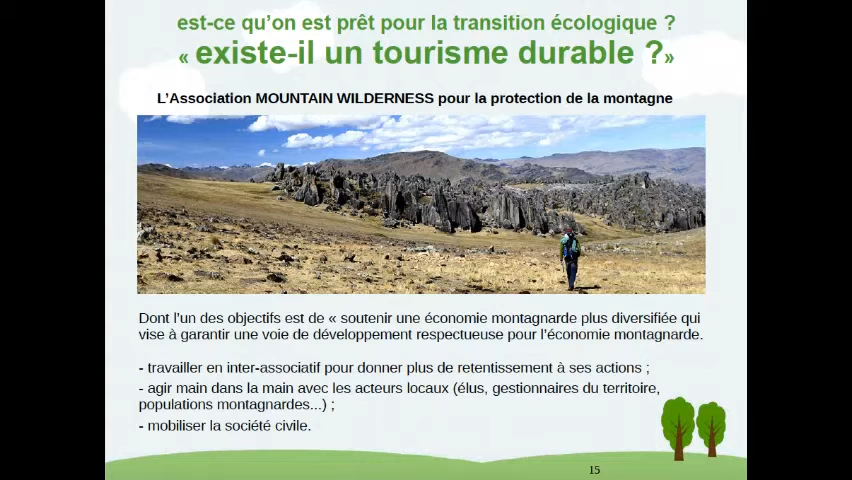 est-ce qu’on est prêt pour la transition écologique ?
« existe-il un tourisme durable ?»
L’Association MOUNTAIN WILDERNESS pour la protection de la montagne
Dont l’un des objectifs est de « soutenir une économie montagnarde plus diversifiée qui
vise à garantir une voie de développement respectueuse pour l’économie montagnarde.
- travailler en inter-associatif pour donner plus de retentissement à ses actions ;
- agir main dans la main avec les acteurs locaux (élus, gestionnaires du territoire,
populations montagnardes...) ;
- mobiliser la société civile.
15